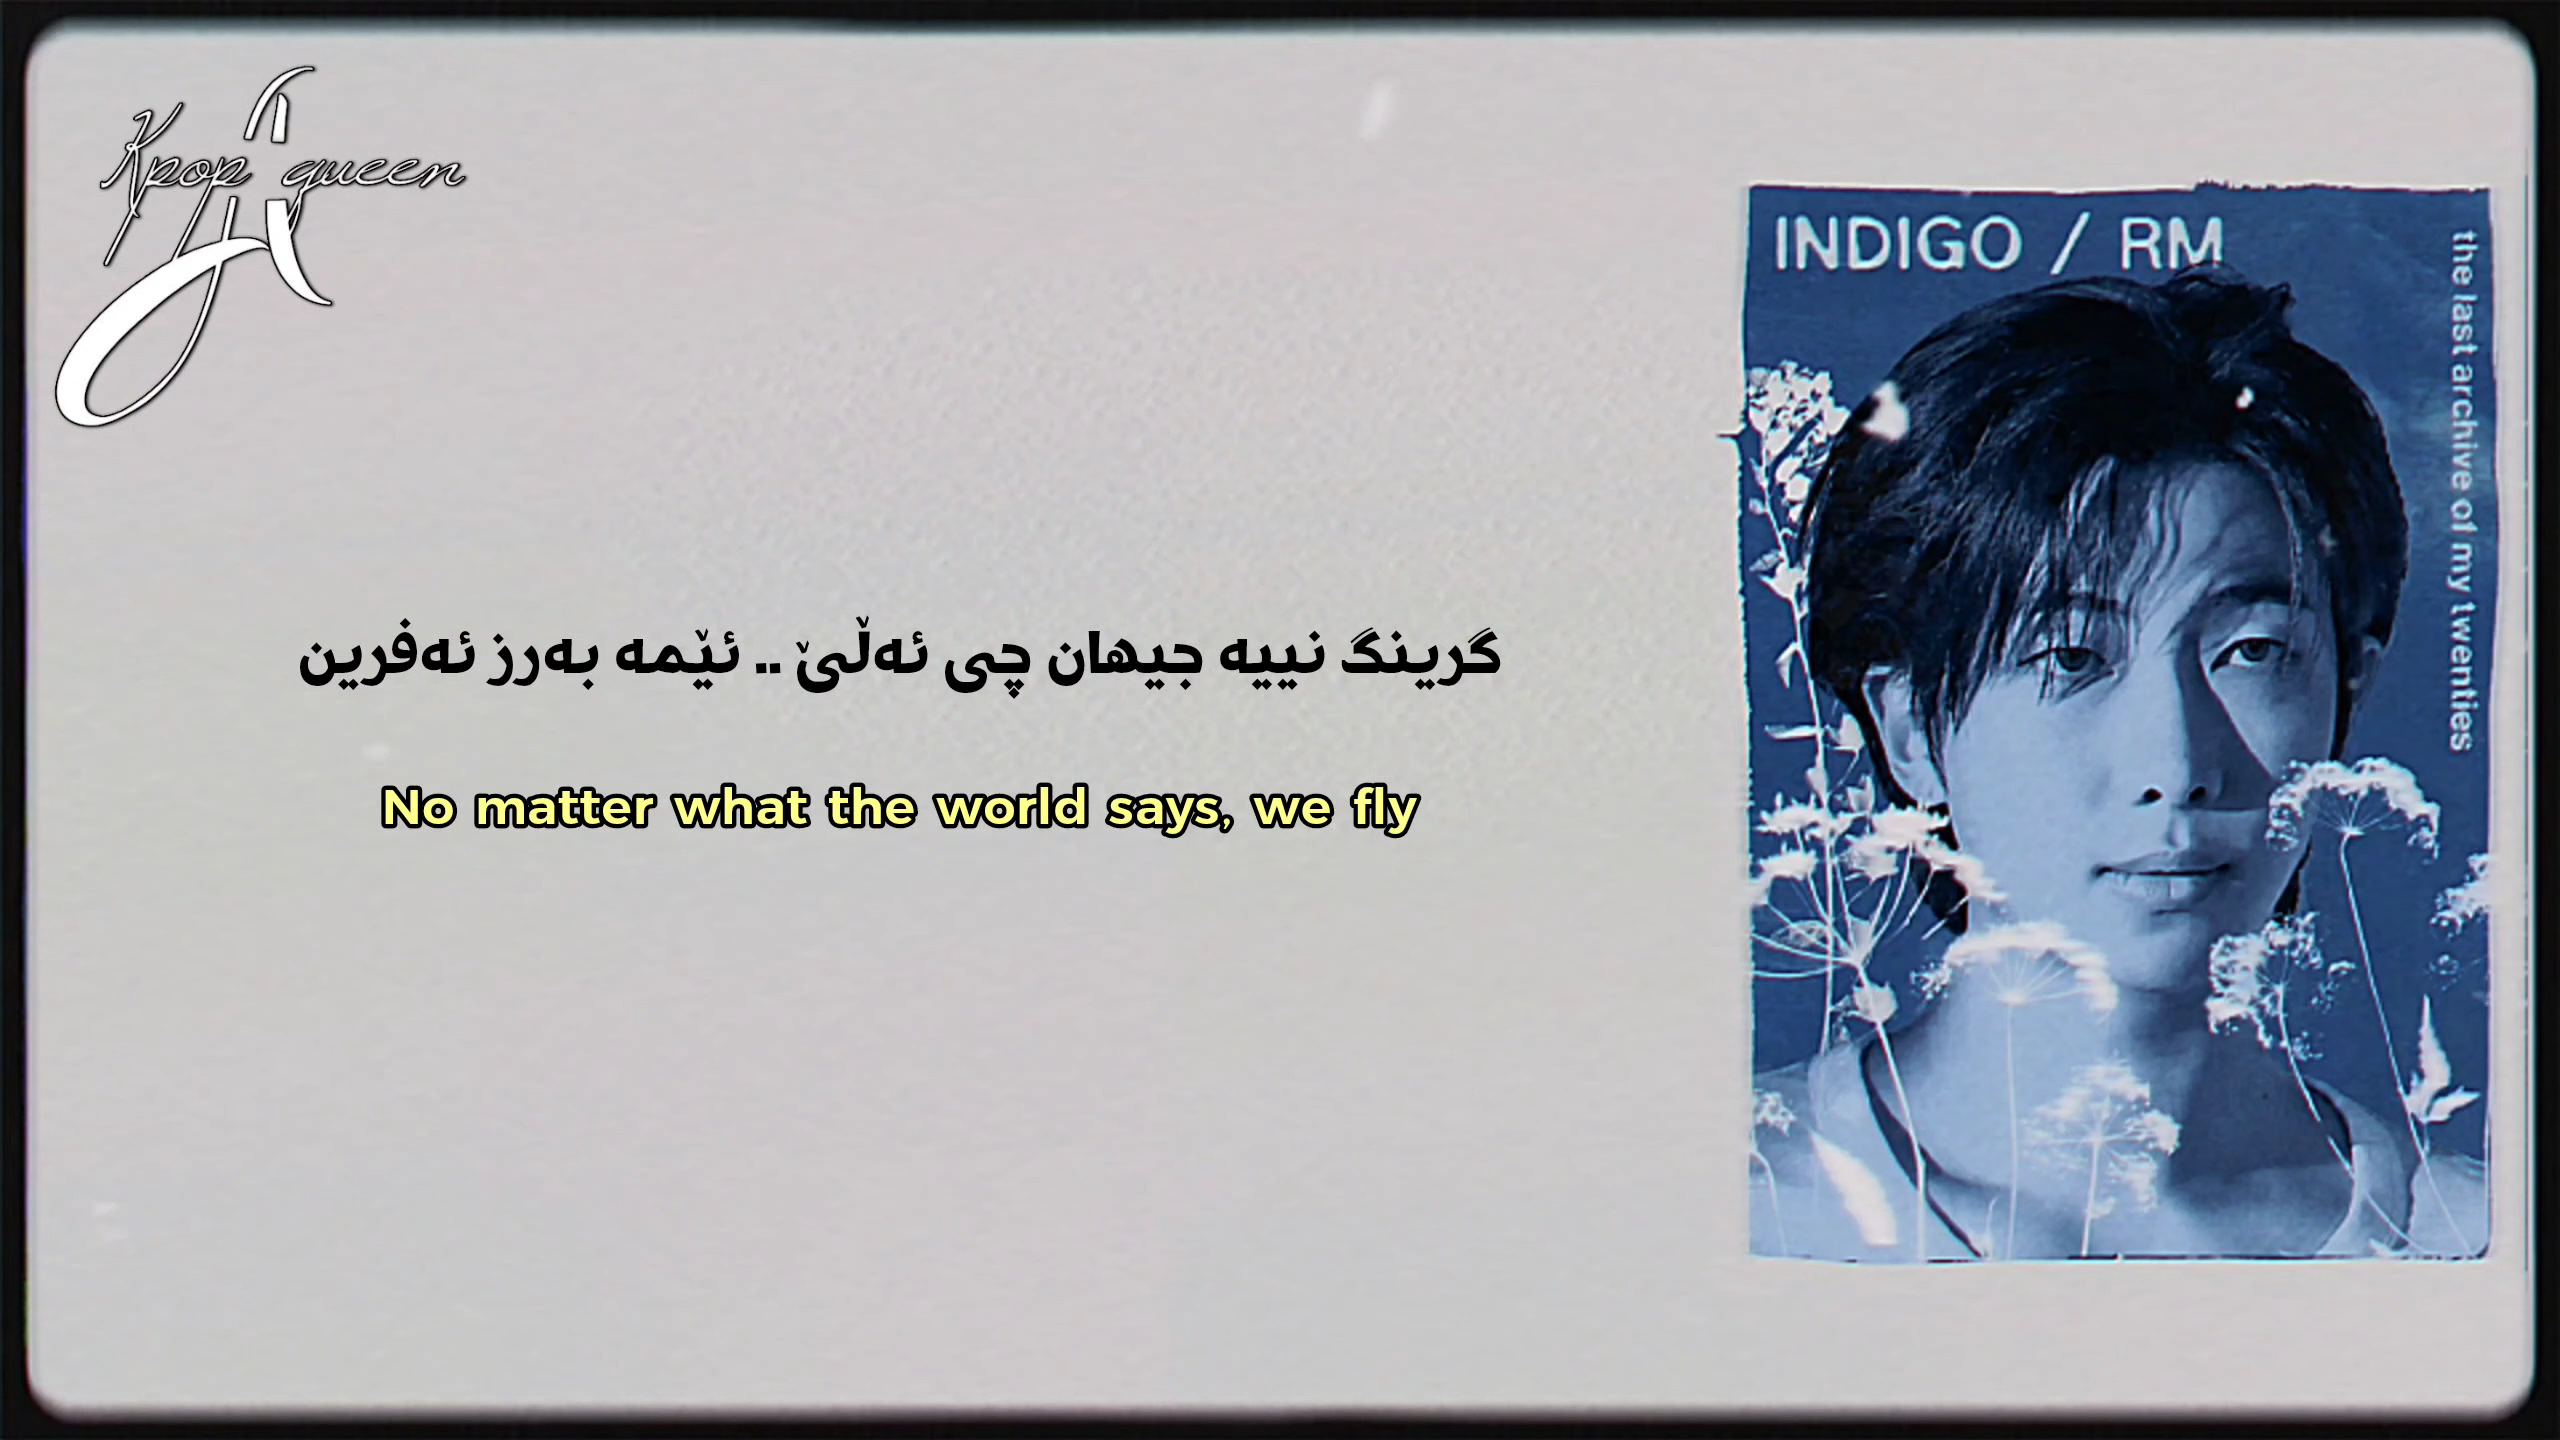 Kpop queen
INDIGO / RM
the last archive of my twenties
گرینگ نییە جیهان چی ئەڵێ .. ئێمە بەرز ئەفرین
No matter what the world says, we fly